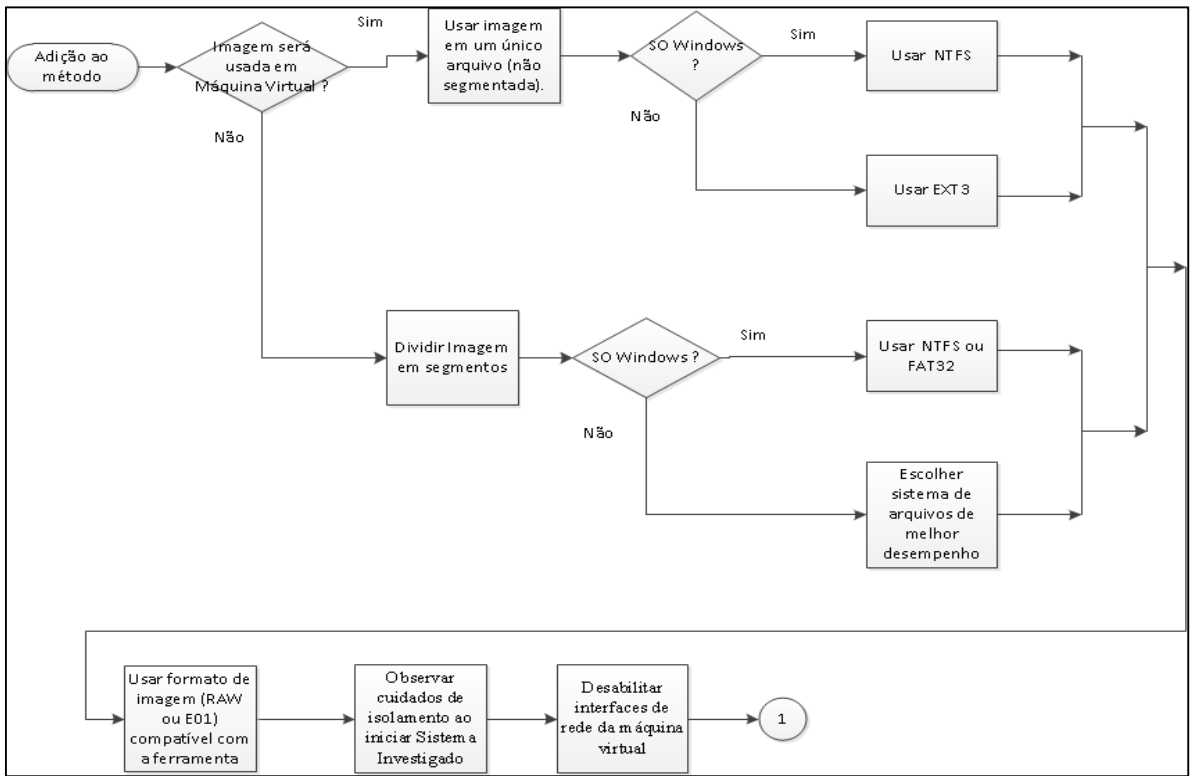 Adição ao
método
Imagem será
usada em
Máquina Virtual ?
Sim
Não
Usar imagem
em um único
arquivo (não
segmentada).
SO Windows
?
Sim
Não
Usar NTFS
Usar EXT3
Dividir Imagem
em segmentos
SO Windows ?
Sim
Não
Usar NTFS ou
FAT32
Escolher
sistema de
arquivos de
melhor
desempenho
Usar formato de
imagem (RAW
ou E01)
compatível com
a ferramenta
Observar
cuidados de
isolamento ao
iniciar Sistema
Investigado
Desabilitar
interfaces de
rede da máquina
virtual
1